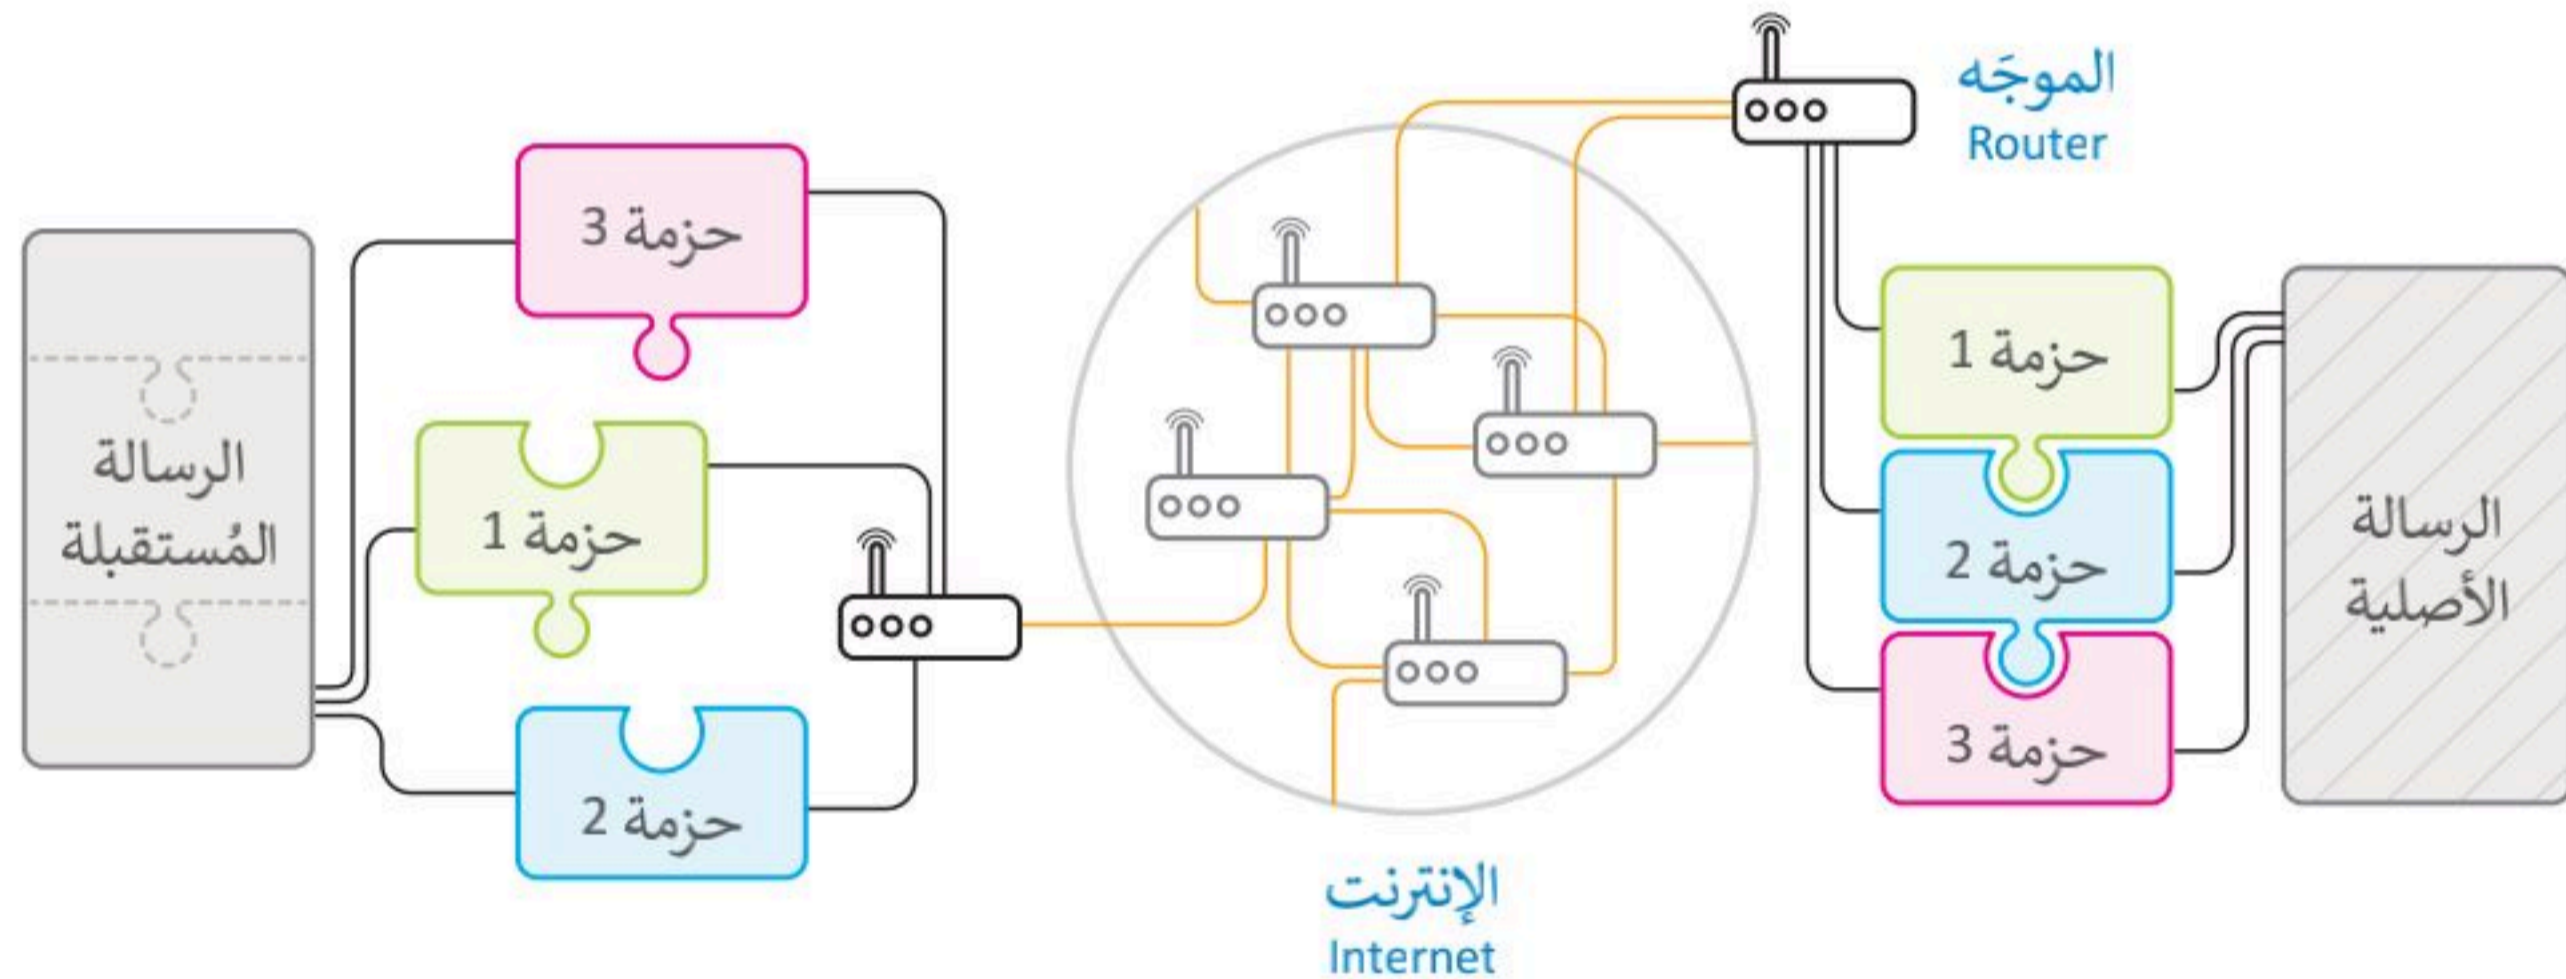 الموجَه
Router
الرسالة
الأصلية
حزمة 1
حزمة 2
حزمة 3
الإنترنت
Internet
حزمة 3
حزمة 1
حزمة 2
الرسالة
المُستقبلة